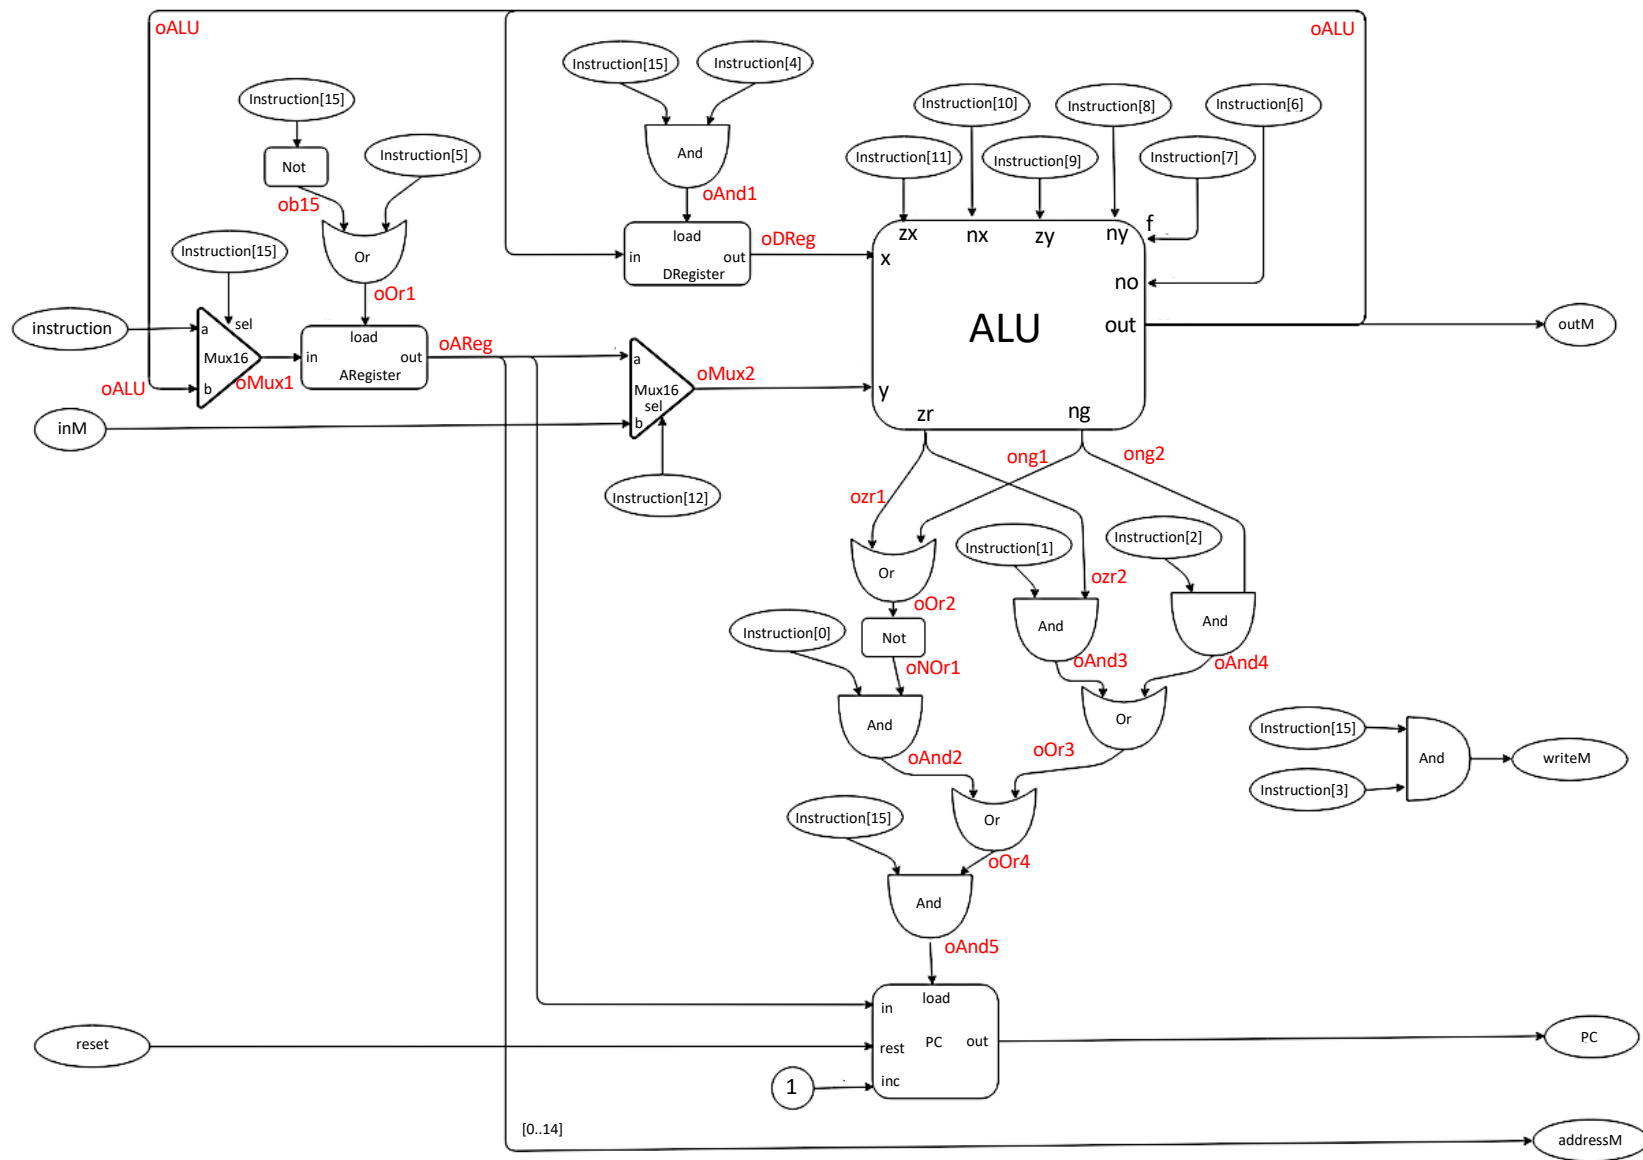 oALU
oALU
Instruction[15]
Instruction[4]
Instruction[15]
Instruction[10]
Instruction[8]
Instruction[6]
Not
Instruction[5]
And
Instruction[11]
Instruction[9]
Instruction[7]
ob15
oAnd1
Instruction[15]
Or
load
in
out
DRegister
oDReg
zx
nx
zy
ny
f
x
no
ALU
out
outM
oOr1
instruction
sel
a
Mux16
b
oALU
oMux1
load
in
out
ARegister
oAReg
a
Mux16
sel
b
oMux2
y
zr
ng
inM
Instruction[12]
ong1
ong2
ozr1
Instruction[1]
Instruction[2]
Or
ozr2
oOr2
And
And
Instruction[0]
Not
oNOr1
oAnd3
oAnd4
And
Or
oAnd2
oOr3
Instruction[15]
And
writeM
Instruction[3]
Instruction[15]
Or
oOr4
And
oAnd5
load
in
reset
rest
PC
out
PC
1
inc
[0..14]
addressM